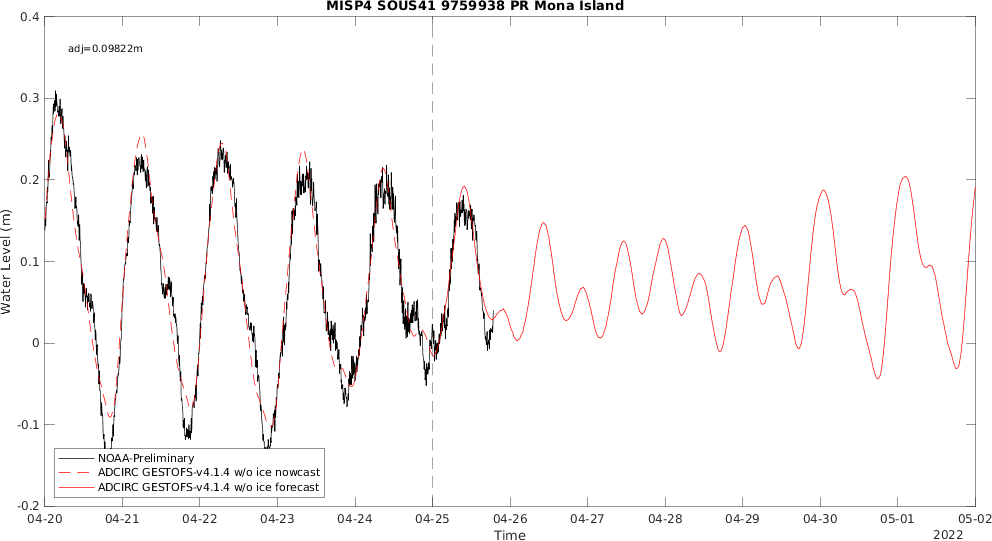 MISP4 SOUS41 9759938 PR Mona Island
adj=0.09822m
Water Level (m)
0.4
0.3
0.2
0.1
0
-0.1
-0.2
NOAA-Preliminary
ADCIRC GESTOFS-v4.1.4 w/o ice nowcast
ADCIRC GESTOFS-v4.1.4 w/o ice forecast
04-20 04-21 04-22 04-23 04-24 04-25 04-26 04-27 04-28 04-29 04-30 05-01 05-02
Time
2022